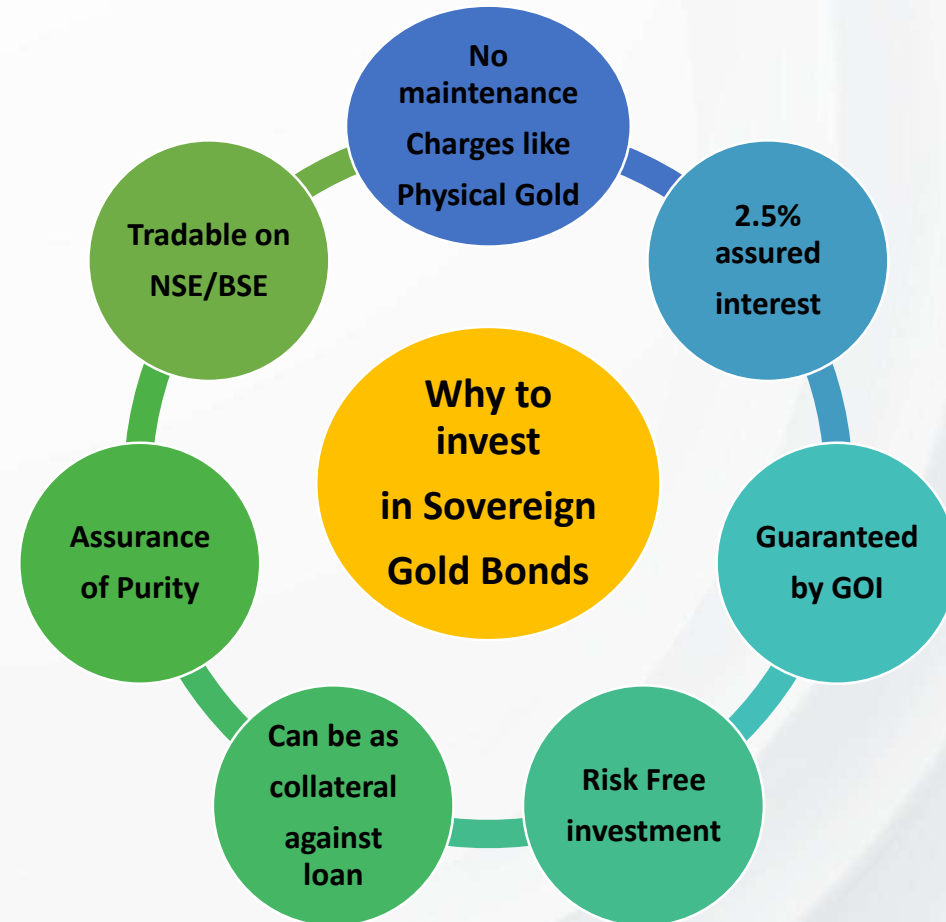 No
maintenance
Charges like
Physical Gold
2.5%
assured
interest
Guaranteed
by GOI
Risk Free
investment
Can be as
collateral
against
loan
Assurance
of Purity
Tradable on
NSE/BSE
Why to
invest
in Sovereign
Gold Bonds